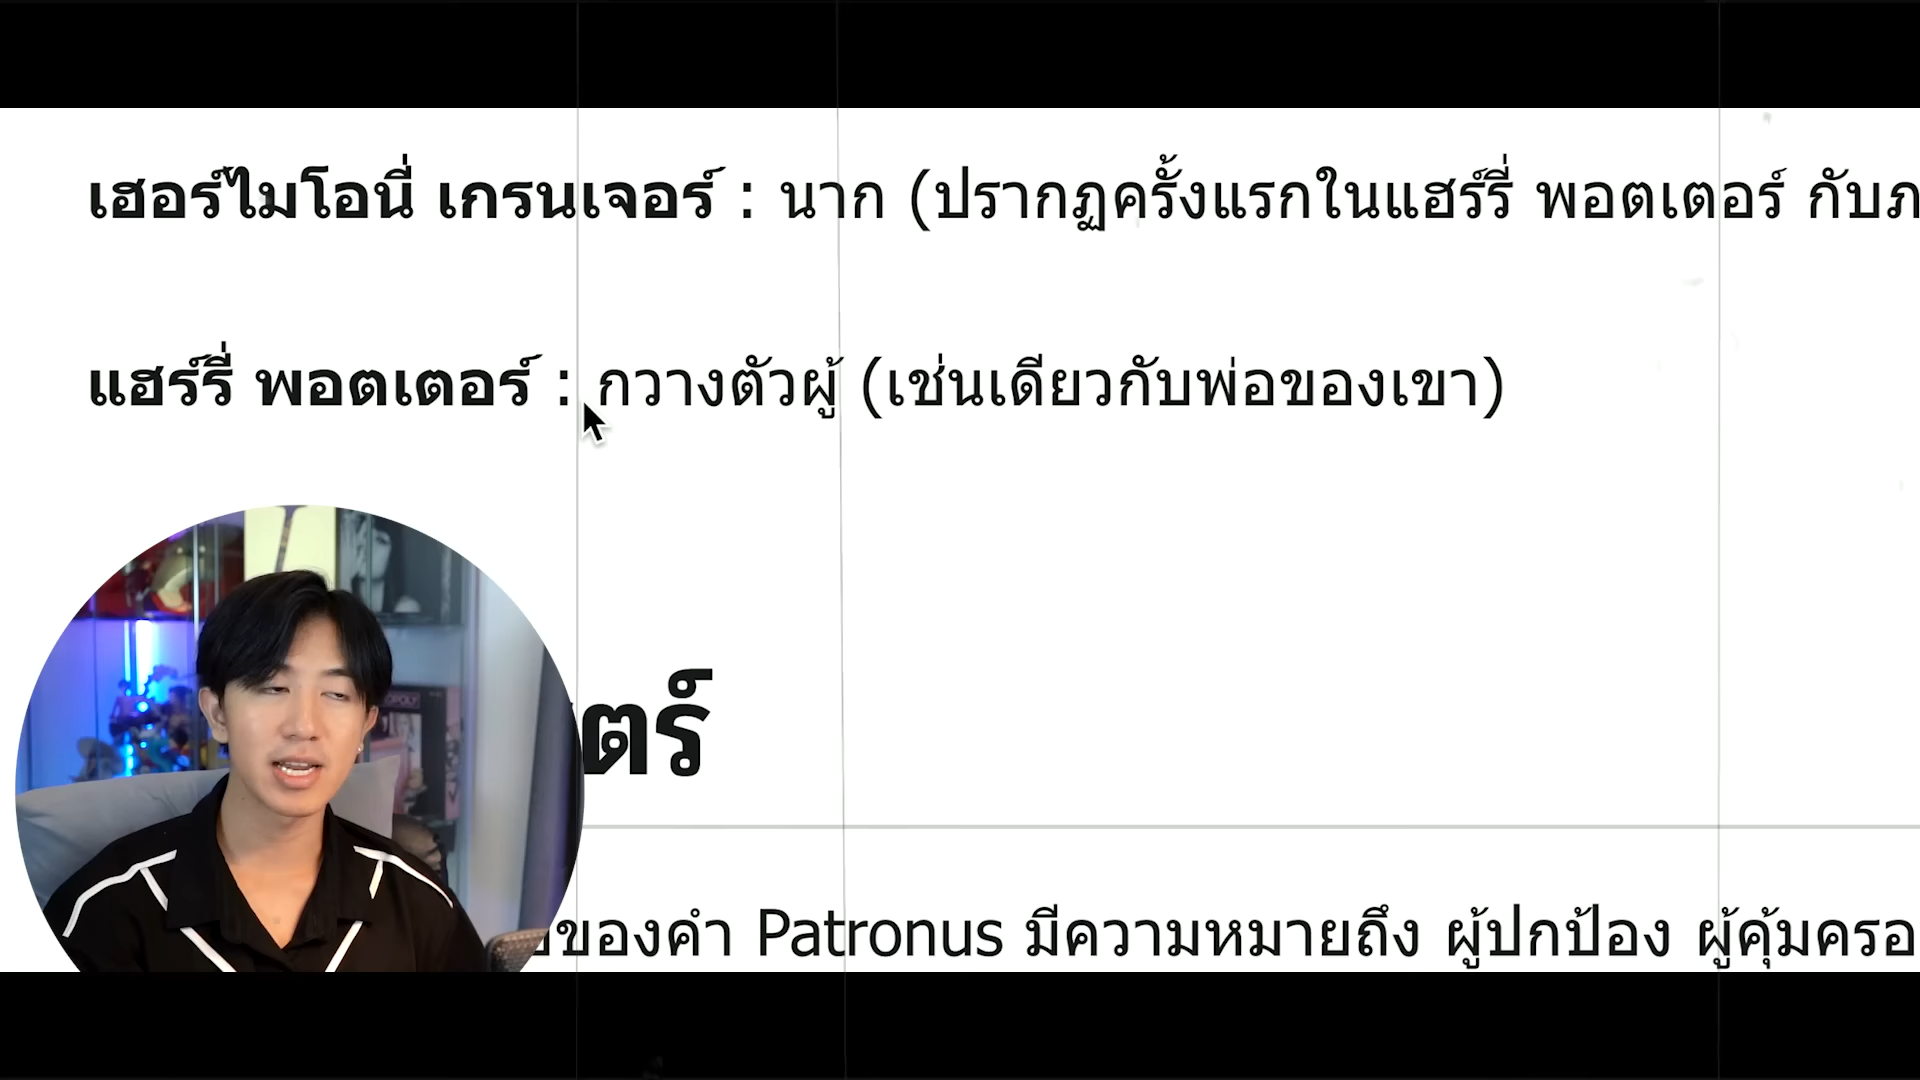 เฮอร์ไมโอนี่ เกรนเจอร์ : นาก (ปรากฏครั้งแรกในแฮร์รี่ พอตเตอร์ กับภ
แฮร์รี่ พอตเตอร์ : กวางตัวผู้ (เช่นเดียวกับพ่อของเขา)
ตร์
ของคำ Patronus มีความหมายถึง ผู้ปกป้อง ผู้คุ้มครอ